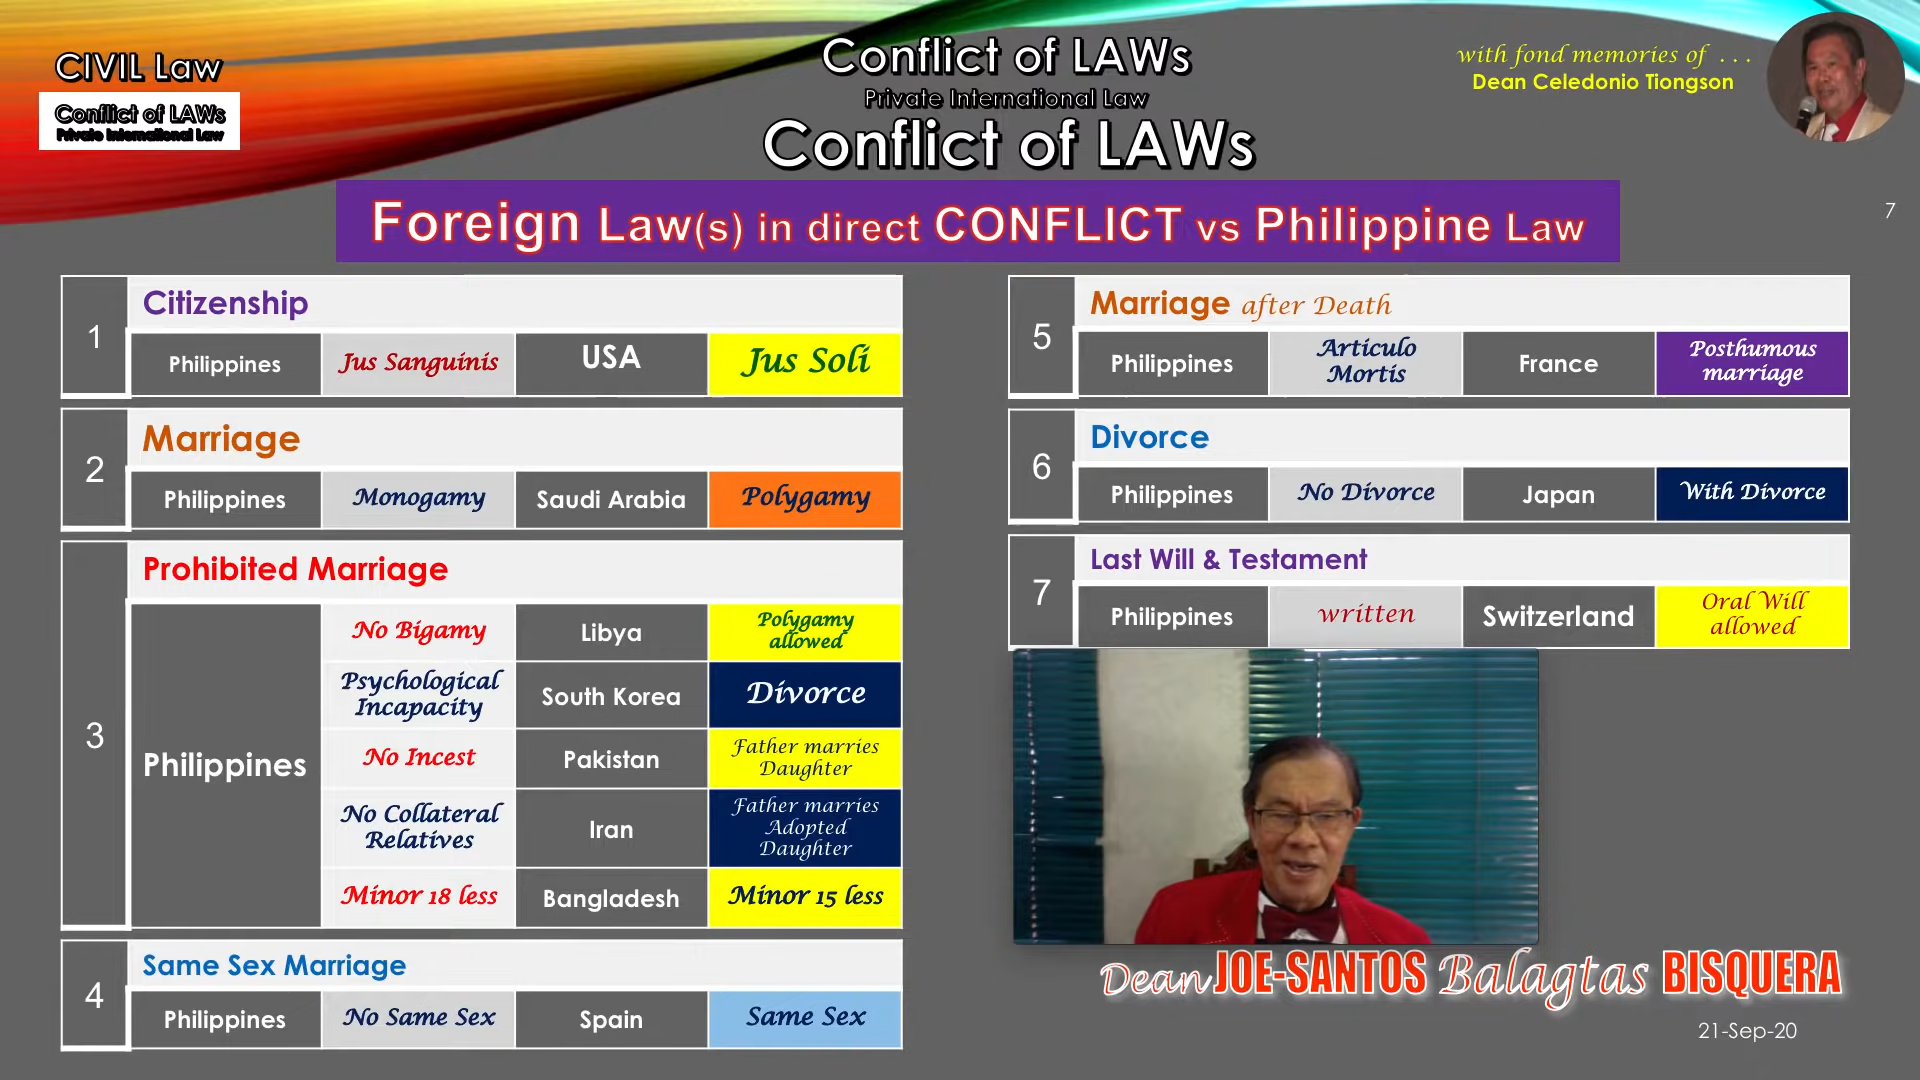 CIVIL Law
Conflict of LAWs
Private International Law
Conflict of LAWs
Private International Law
Conflict of LAWs
with fond memories of . . .
Dean Celedonio Tiongson
Foreign Law(s) in direct CONFLICT vs Philippine Law
7
1
Citizenship
Philippines
Jus Sanguinis
USA
Jus Soli
2
Marriage
Philippines
Monogamy
Saudi Arabia
Polygamy
3
Prohibited Marriage
Philippines
No Bigamy
Libya
Polygamy
allowed
Psychological
Incapacity
South Korea
Divorce
No Incest
Pakistan
Father marries
Daughter
No Collateral
Relatives
Iran
Father marries
Adopted
Daughter
Minor 18 less
Bangladesh
Minor 15 less
4
Same Sex Marriage
Philippines
No Same Sex
Spain
Same Sex
5
Marriage after Death
Philippines
Articulo
Mortis
France
Posthumous
marriage
6
Divorce
Philippines
No Divorce
Japan
With Divorce
7
Last Will & Testament
Philippines
written
Switzerland
Oral Will
allowed
Dean JOE-SANTOS Balagtas BISQUERA
21-Sep-20